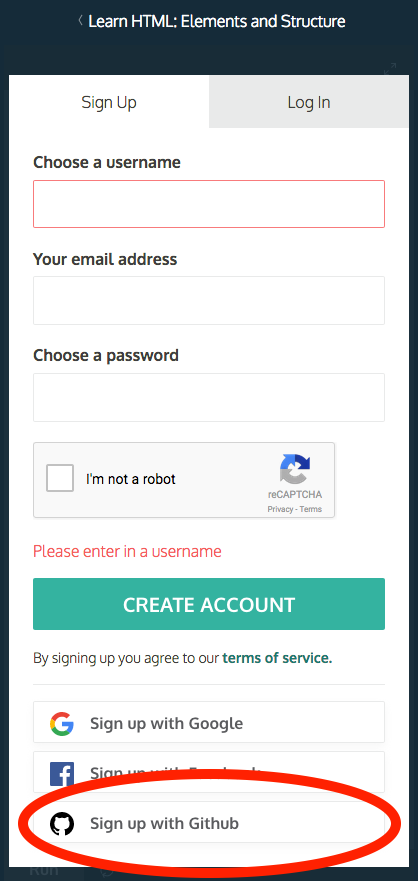 〈 Learn HTML: Elements and Structure
Sign Up
Log In
Choose a username
Your email address
Choose a password
I'm not a robot
reCAPTCHA
Privacy - Terms
Please enter in a username
CREATE ACCOUNT
By signing up you agree to our terms of service.
Sign up with Google
Sign up with Facebook
Sign up with Github
Run